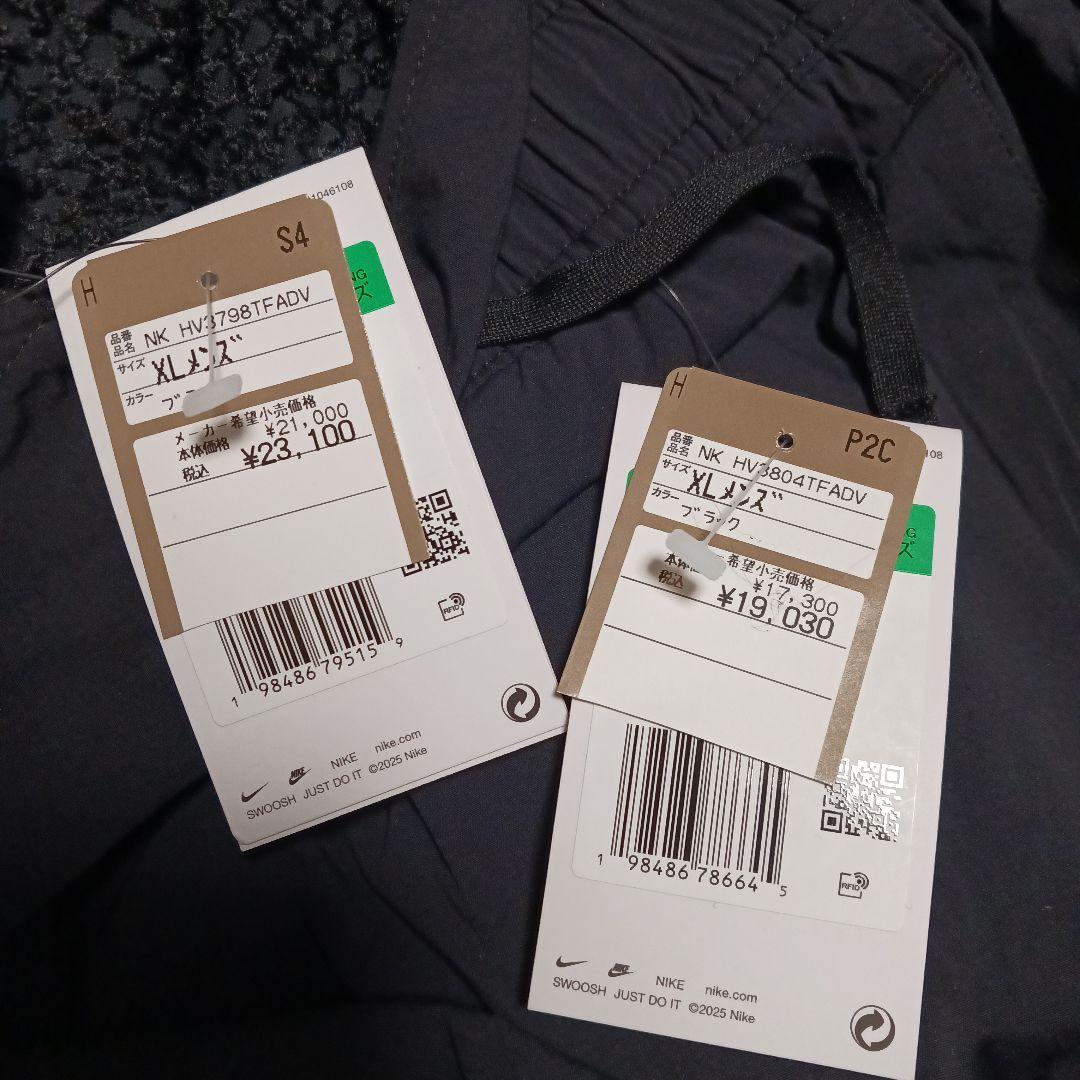 1046108
S4
H
NG
ズ
品番
品名
NK HV3798TFADV
サイズ
XLメンズ
カラー
メーカー希望小売価格
本体価格 ¥21,000
税込 ¥23,100
RFID
1 98486 79515 9
NIKE nike.com
SWOOSH JUST DO IT ©2025 Nike
H
P2C
108
品番
品名
NK HV3804TFADV
サイズ
XLメンズ
カラー
ブラック
G
ズ
希望小売価格
¥17,300
税込 ¥19,030
1 98486 78664 5
RFID
NIKE nike.com
SWOOSH JUST DO IT ©2025 Nike